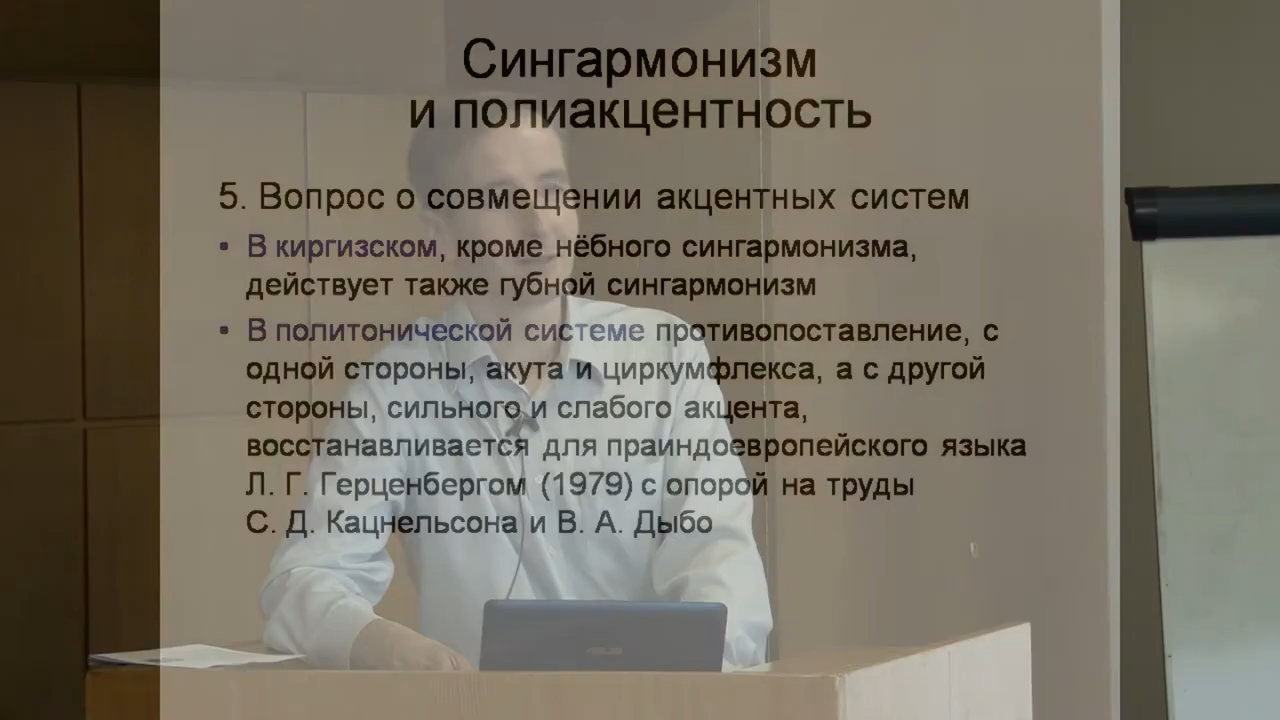 Сингармонизм
и полиакцентность
5. Вопрос о совмещении акцентных систем
• В киргизском, кроме нёбного сингармонизма,
действует также губной сингармонизм
• В политонической системе противопоставление, с
одной стороны, акута и циркумфлекса, а с другой
стороны, сильного и слабого акцента,
восстанавливается для праиндоевропейского языка
Л. Г. Герценбергом (1979) с опорой на труды
С. Д. Кацнельсона и В. А. Дыбо
ASUS